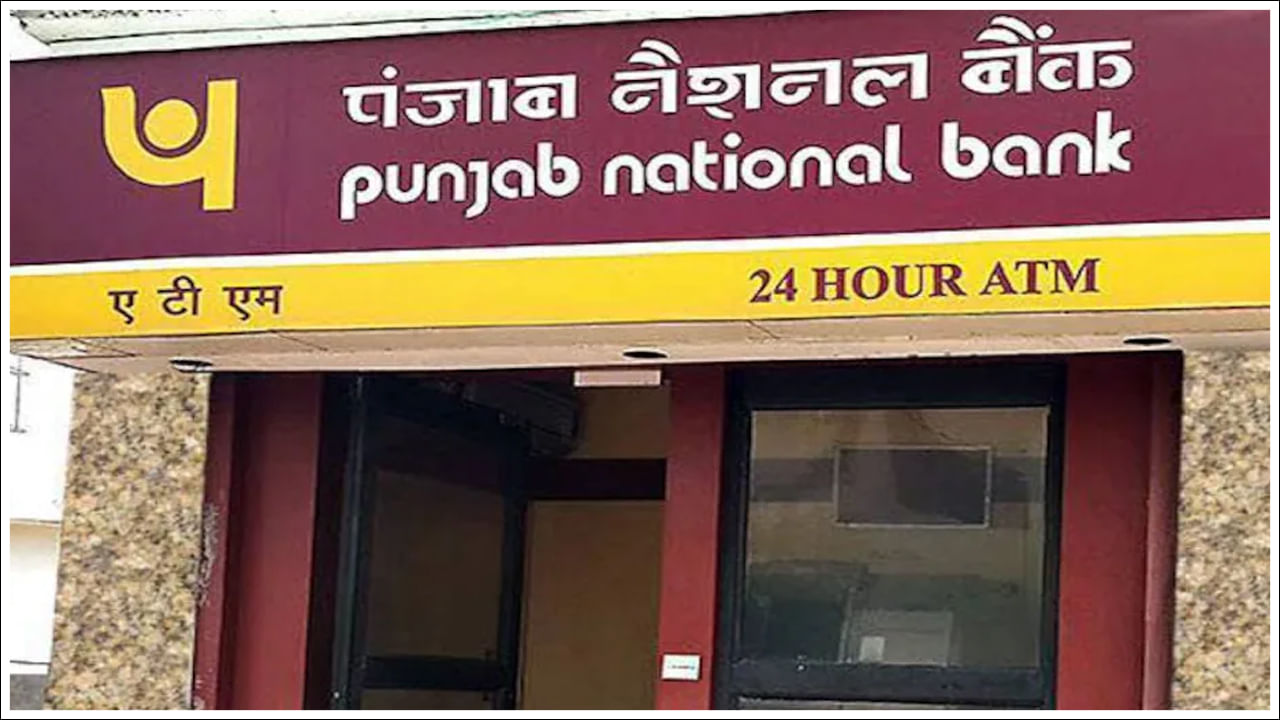 पंजाब नैशनल बैंक
punjab national bank
ए टी एम
24 HOUR ATM